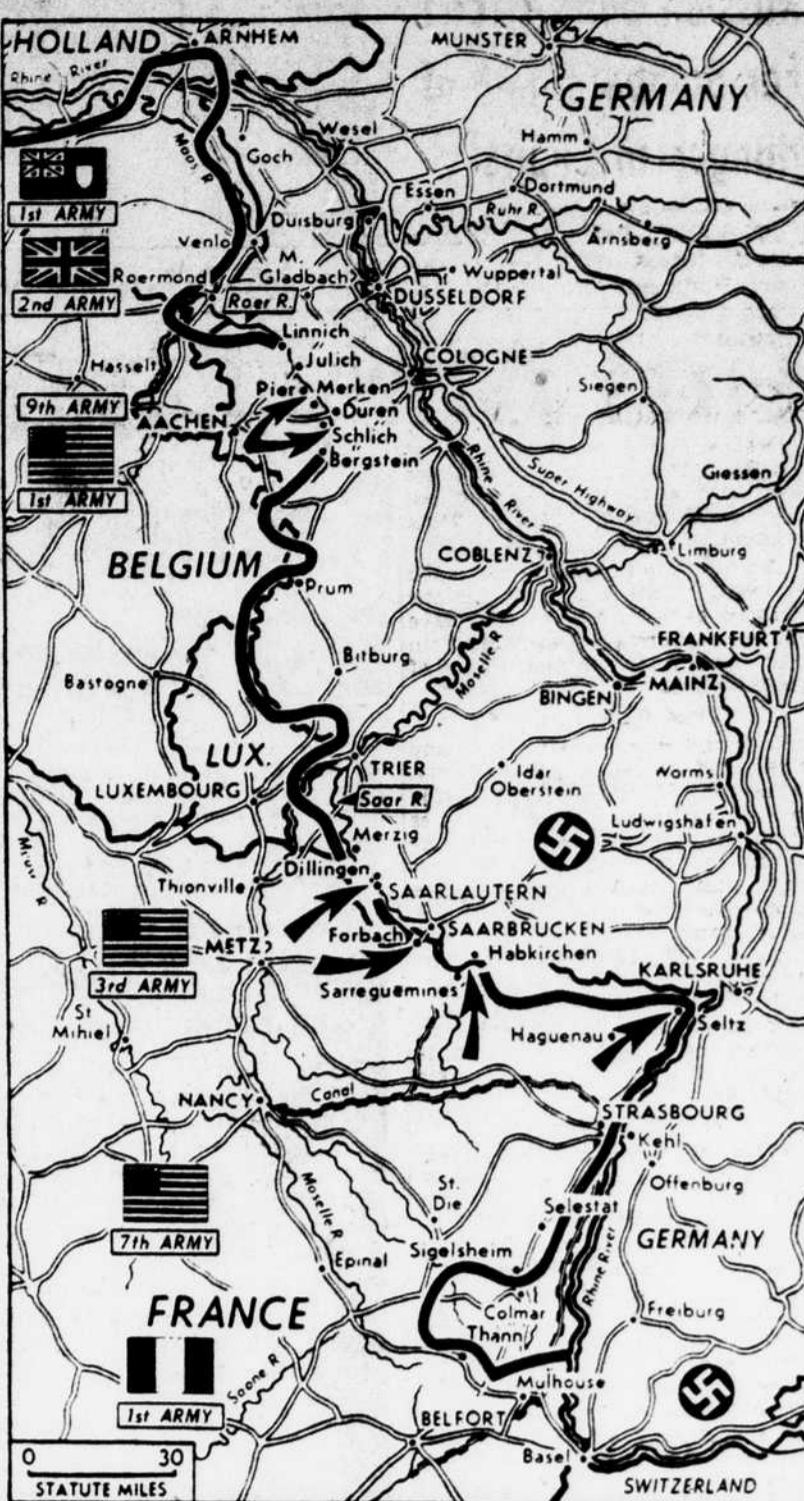 HOLLAND
ARNHEM
MUNSTER
Rhine River
GERMANY
Maas R.
Wesel
Hamm
Goch
1st ARMY
Essen
Dortmund
Duisburg
Ruhr R.
Arnsberg
Venlo
2nd ARMY
Roermond
M.
Gladbach
Wuppertal
DUSSELDORF
Roer R.
Linnich
Hasselt
Julich
COLOGNE
Siegen
9th ARMY
Pier
Merken
AACHEN
Duren
Schlich
Bergstein
1st ARMY
Rhine River
Super Highway
Giessen
BELGIUM
COBLENZ
Limburg
Prum
Bitburg
Moselle R.
FRANKFURT
Bastogne
MAINZ
BINGEN
LUX.
TRIER
LUXEMBOURG
Idar
Oberstein
Worms
Saar R.
Merzig
Ludwigshafen
Dillingen
Thionville
SAARLAUTERN
SAARBRUCKEN
Forbach
METZ
Habkirchen
3rd ARMY
Sarreguemines
KARLSRUHE
St
Mihiel
Haguenau
Seltz
NANCY
Canal
STRASBOURG
Kehl
Offenburg
7th ARMY
Moselle R
St.
Die
Selestat
Sigelsheim
GERMANY
Epinal
Rhine River
FRANCE
Colmar
Freiburg
Thann
Saone R
1st ARMY
Mulhouse
BELFORT
Basel
0 30
STATUTE MILES
SWITZERLAND